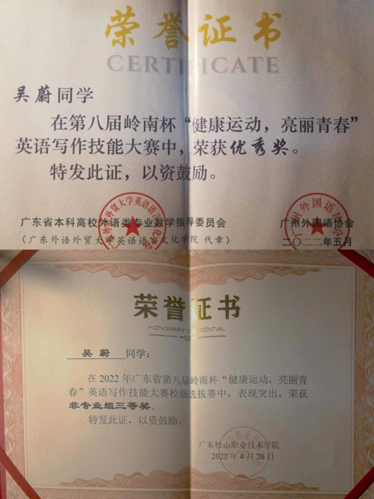 荣誉证书
CERTIFICATE
吴蔚同学
在第八届岭南杯“健康运动，亮丽青春”
英语写作技能大赛中，荣获优秀奖。
特发此证，以资鼓励。
广东省本科高校外语类专业教学指导委员会 广州外国语协会
（广东外语外贸大学英语语言文化学院 代章） 二〇二二年五月
荣誉证书
吴蔚 同学：
在2022年广东省第八届岭南杯“健康运动，亮丽青
春”英语写作技能大赛校级选拔赛中，表现突出，荣获
非专业组三等奖。
特发此证，以资鼓励。
广东松山职业技术学院
2022年4月20日